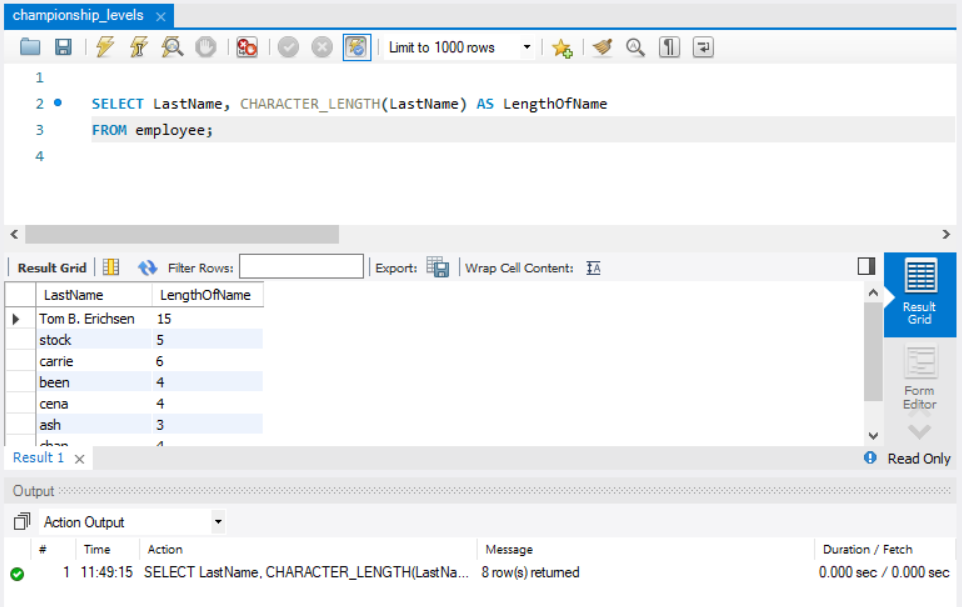 championship_levels
Limit to 1000 rows
1
2 SELECT LastName, CHARACTER_LENGTH(LastName) AS LengthOfName
3 FROM employee;
4
Result Grid Filter Rows: Export: Wrap Cell Content:
LastName LengthOfName
Tom B. Erichsen 15
stock 5
carrie 6
been 4
cena 4
ash 3
Result Grid
Form Editor
Result 1 Read Only
Output
Action Output
# Time Action Message Duration / Fetch
1 11:49:15 SELECT LastName, CHARACTER_LENGTH(LastNa... 8 row(s) returned 0.000 sec / 0.000 sec